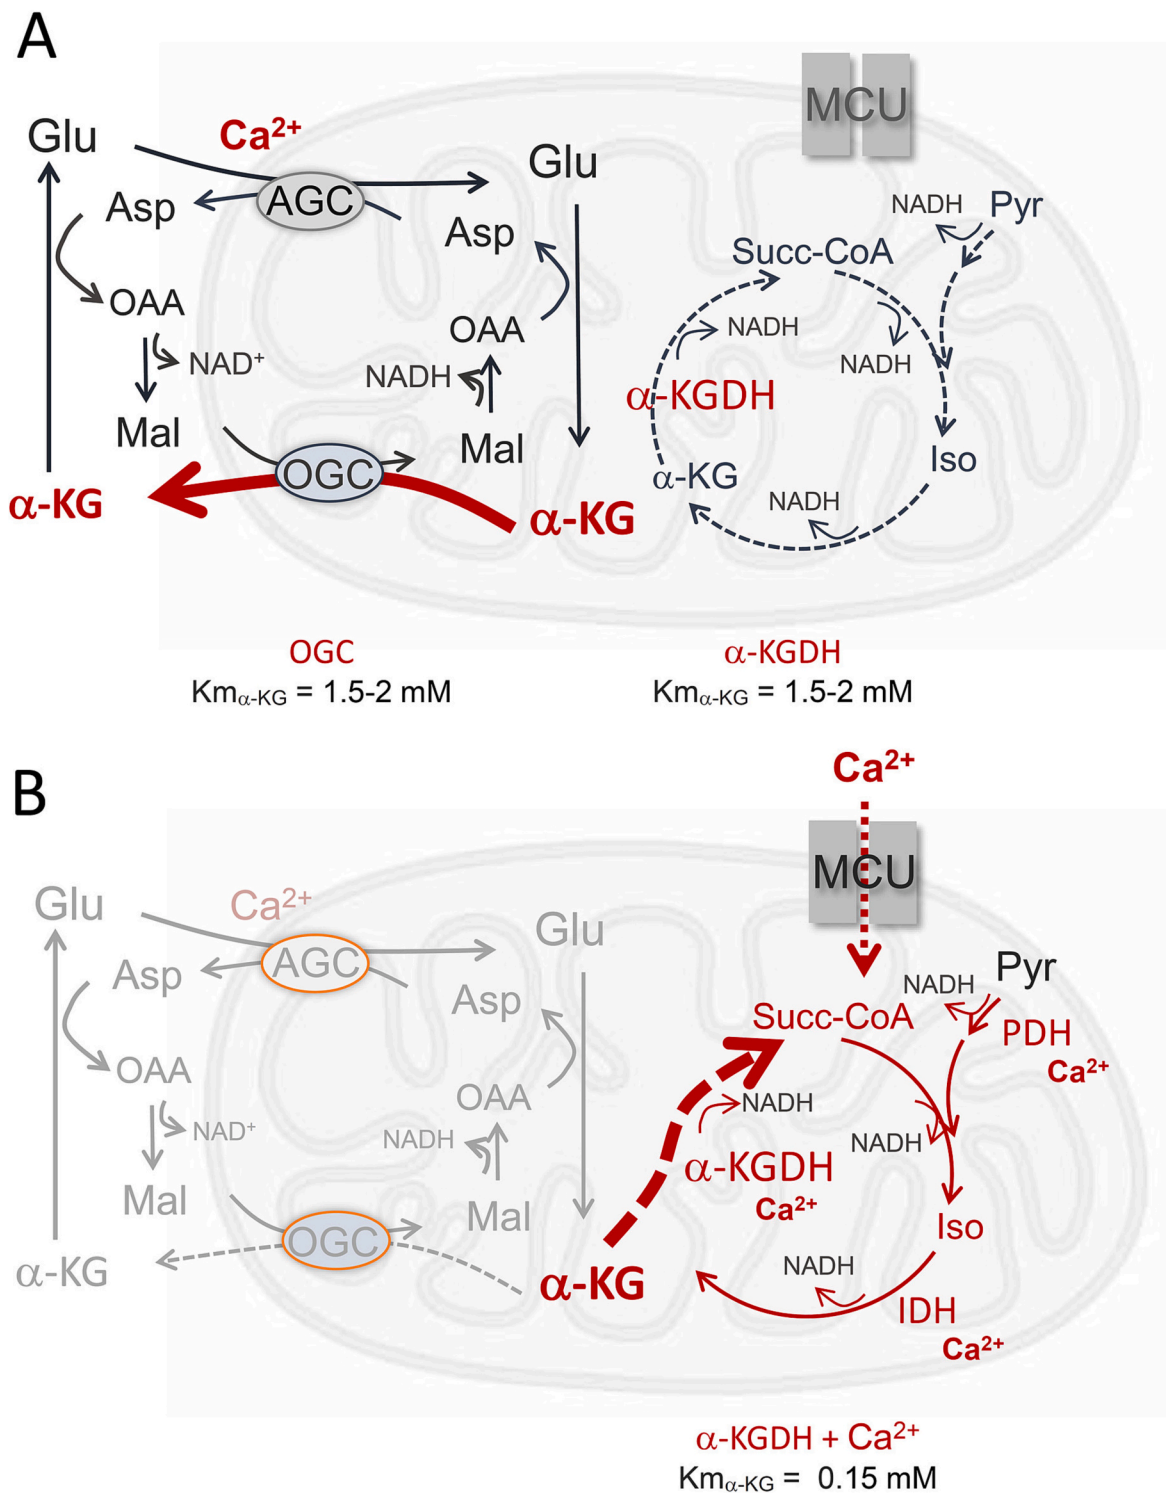 A
MCU
Glu
Ca²⁺
Glu
AGC
Asp
NADH
Pyr
Asp
Succ-CoA
OAA
OAA
NADH
NAD⁺
NADH
NADH
α-KGDH
Mal
Mal
OGC
Iso
α-KG
NADH
α-KG
α-KG
OGC
α-KGDH
Kmα-KG = 1.5-2 mM
Kmα-KG = 1.5-2 mM
Ca²⁺
B
MCU
Glu
Ca²⁺
Glu
AGC
Asp
Pyr
NADH
Asp
Succ-CoA
PDH
Ca²⁺
OAA
OAA
NADH
NAD⁺
NADH
NADH
α-KGDH
Ca²⁺
Mal
Mal
Iso
OGC
α-KG
NADH
α-KG
IDH
Ca²⁺
α-KGDH + Ca²⁺
Kmα-KG = 0.15 mM